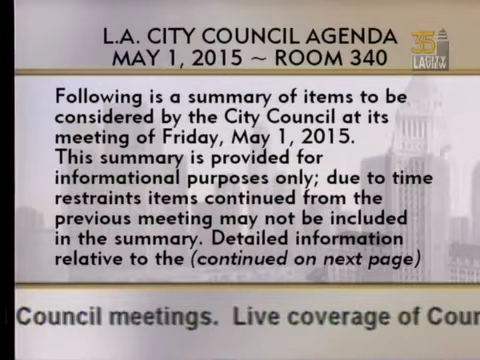 L.A. CITY COUNCIL AGENDA
MAY 1, 2015 ~ ROOM 340
35
LA CITY
VIEW
Following is a summary of items to be
considered by the City Council at its
meeting of Friday, May 1, 2015.
This summary is provided for
informational purposes only; due to time
restraints items continued from the
previous meeting may not be included
in the summary. Detailed information
relative to the (continued on next page)
Council meetings.  Live coverage of Coun